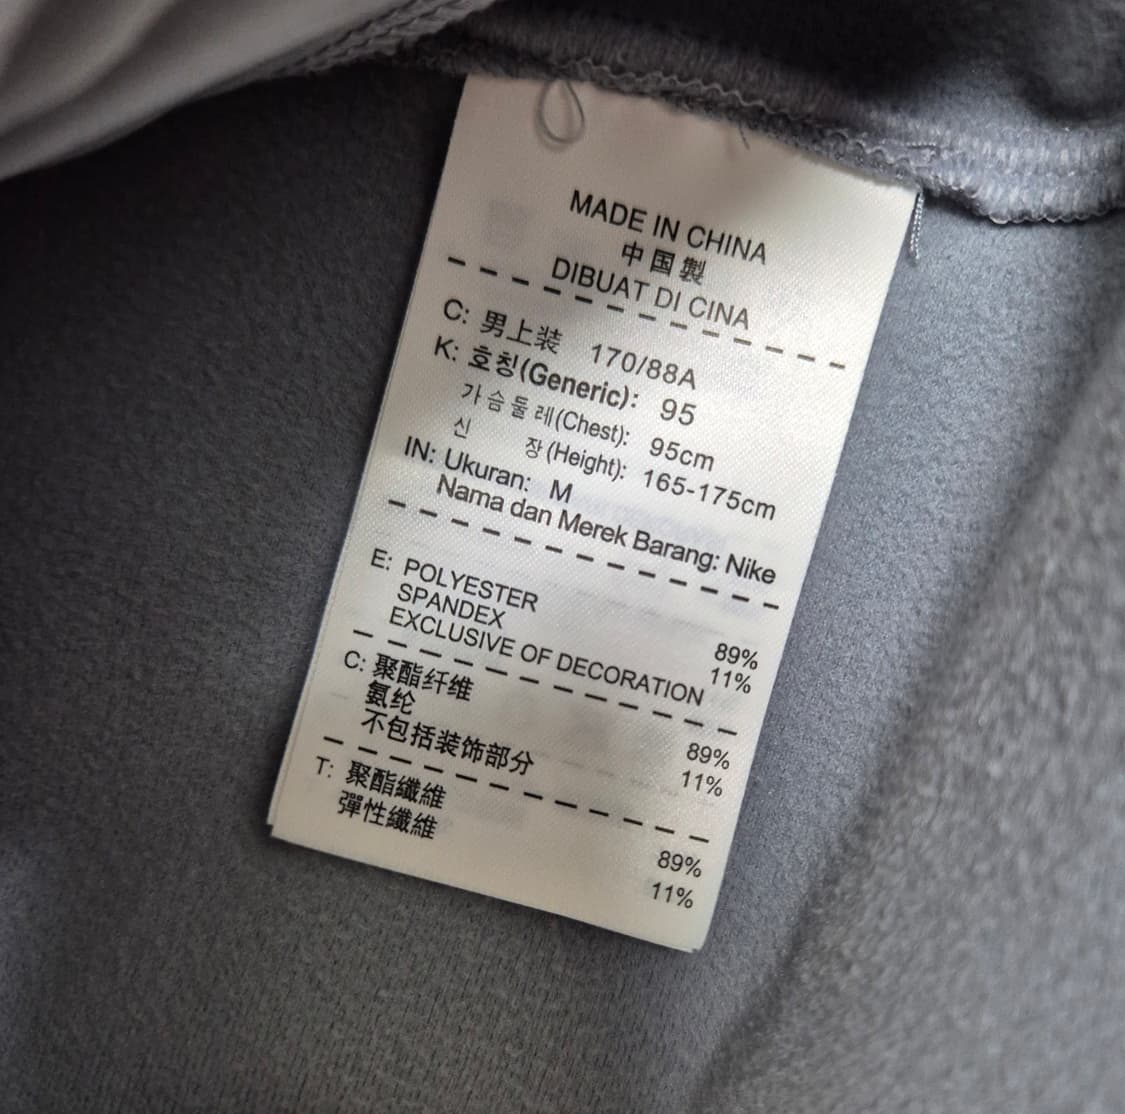 MADE IN CHINA
中国製
DIBUAT DI CINA
C: 男上装 170/88A
K: 호칭(Generic): 95
가슴둘레(Chest): 95cm
신 장(Height): 165-175cm
IN: Ukuran: M
Nama dan Merek Barang: Nike
E: POLYESTER 89%
SPANDEX 11%
EXCLUSIVE OF DECORATION
C: 聚酯纤维 89%
氨纶 11%
不包括装饰部分
T: 聚酯纖維 89%
彈性纖維 11%